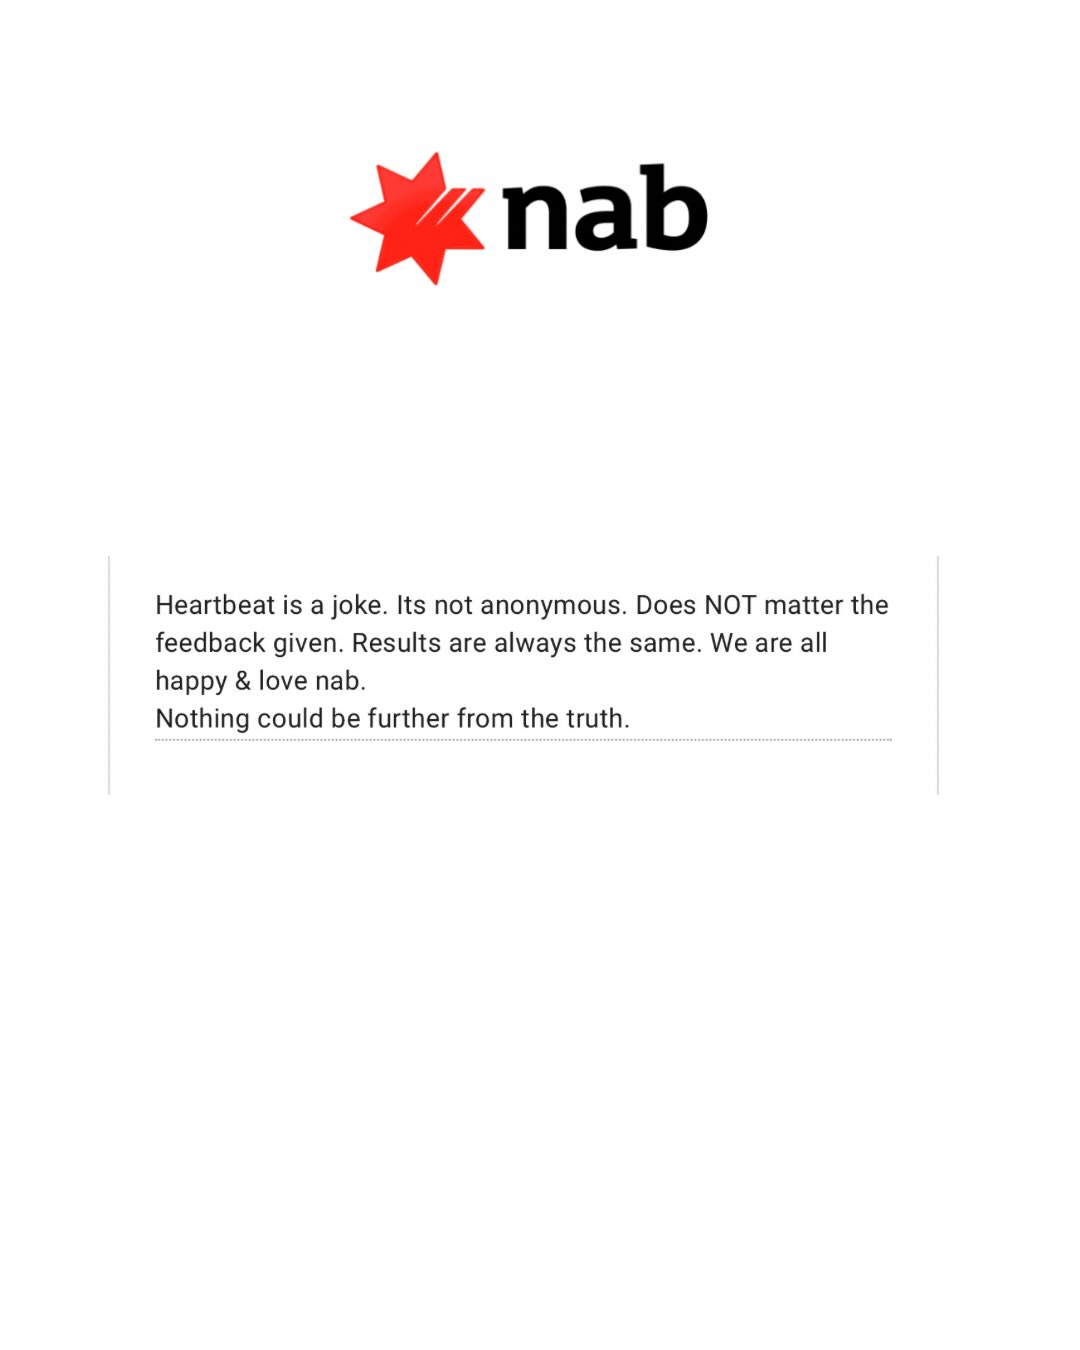 nab
Heartbeat is a joke. Its not anonymous. Does NOT matter the
feedback given. Results are always the same. We are all
happy & love nab.
Nothing could be further from the truth.